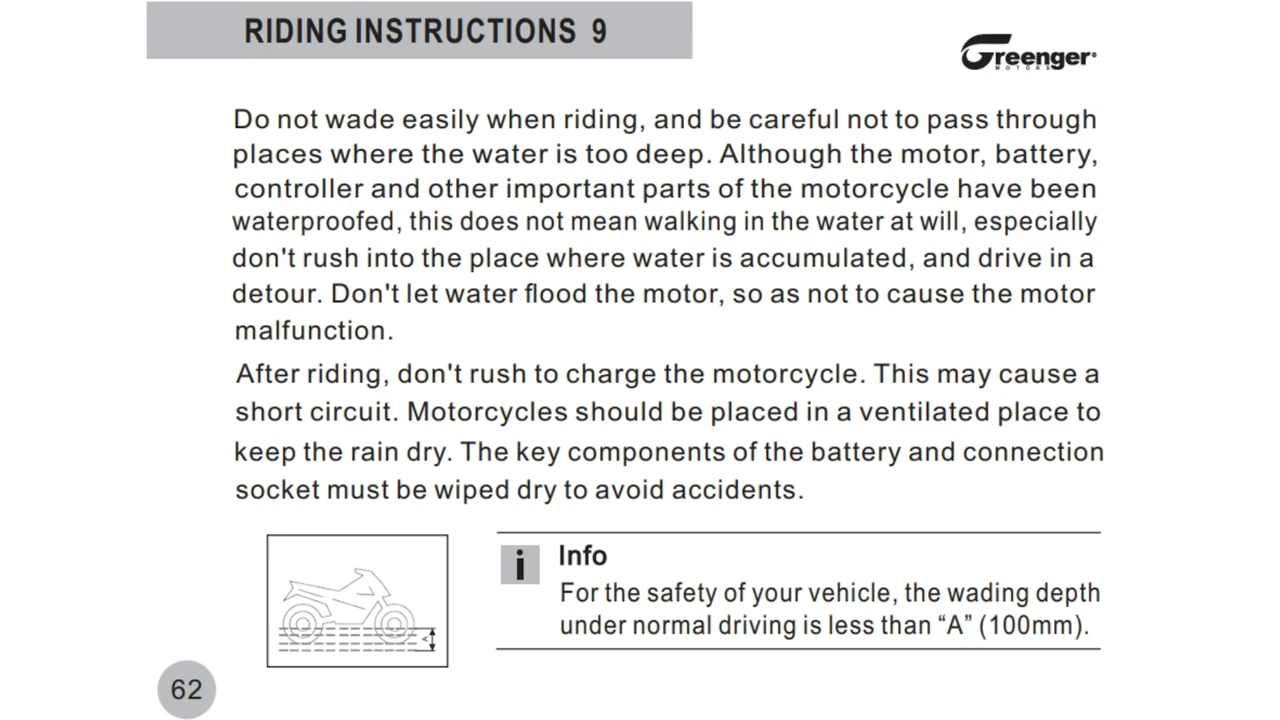 RIDING INSTRUCTIONS 9
Greenger®
MOTORS
Do not wade easily when riding, and be careful not to pass through
places where the water is too deep. Although the motor, battery,
controller and other important parts of the motorcycle have been
waterproofed, this does not mean walking in the water at will, especially
don't rush into the place where water is accumulated, and drive in a
detour. Don't let water flood the motor, so as not to cause the motor
malfunction.
After riding, don't rush to charge the motorcycle. This may cause a
short circuit. Motorcycles should be placed in a ventilated place to
keep the rain dry. The key components of the battery and connection
socket must be wiped dry to avoid accidents.
A
i
Info
For the safety of your vehicle, the wading depth
under normal driving is less than “A” (100mm).
62